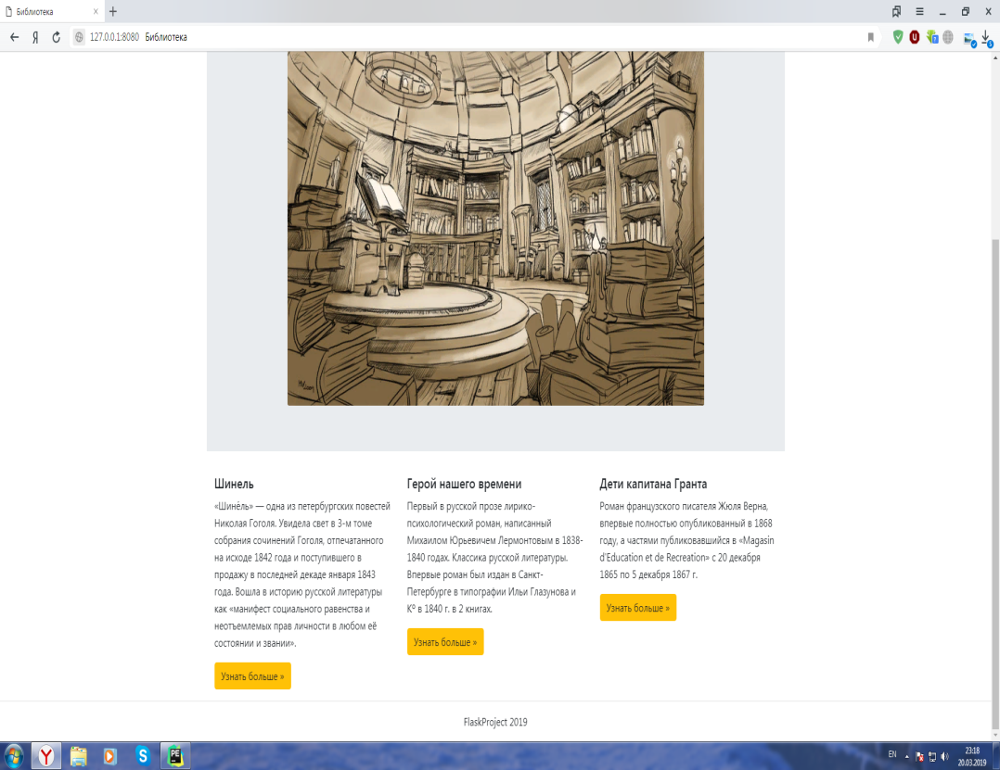 Библиотека
127.0.0.1:8080 Библиотека
Шинель
«Шинѐль» — одна из петербургских повестей
Николая Гоголя. Увидела свет в 3-м томе
собрания сочинений Гоголя, отпечатанного
на исходе 1842 года и поступившего в
продажу в последней декаде января 1843
года. Вошла в историю русской литературы
как «манифест социального равенства и
неотъемлемых прав личности в любом её
состоянии и звании».
Узнать больше »
Герой нашего времени
Первый в русской прозе лирико-
психологический роман, написанный
Михаилом Юрьевичем Лермонтовым в 1838-
1840 годах. Классика русской литературы.
Впервые роман был издан в Санкт-
Петербурге в типографии Ильи Глазунова и
Кº в 1840 г. в 2 книгах.
Узнать больше »
Дети капитана Гранта
Роман французского писателя Жюля Верна,
впервые полностью опубликованный в 1868
году, а частями публиковавшийся в «Magasin
d'Education et de Recreation» с 20 декабря
1865 по 5 декабря 1867 г.
Узнать больше »
FlaskProject 2019
EN
23:18
20.03.2019